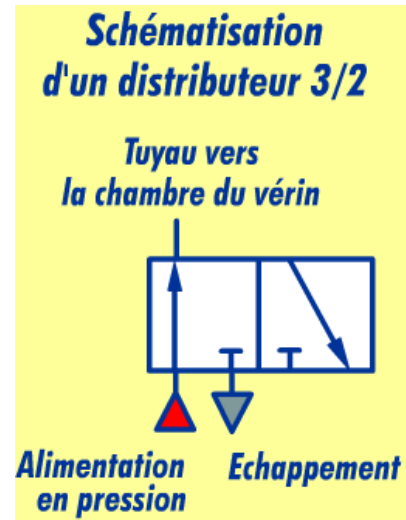 Schématisation
d'un distributeur 3/2
Tuyau vers
la chambre du vérin
Alimentation
en pression
Echappement